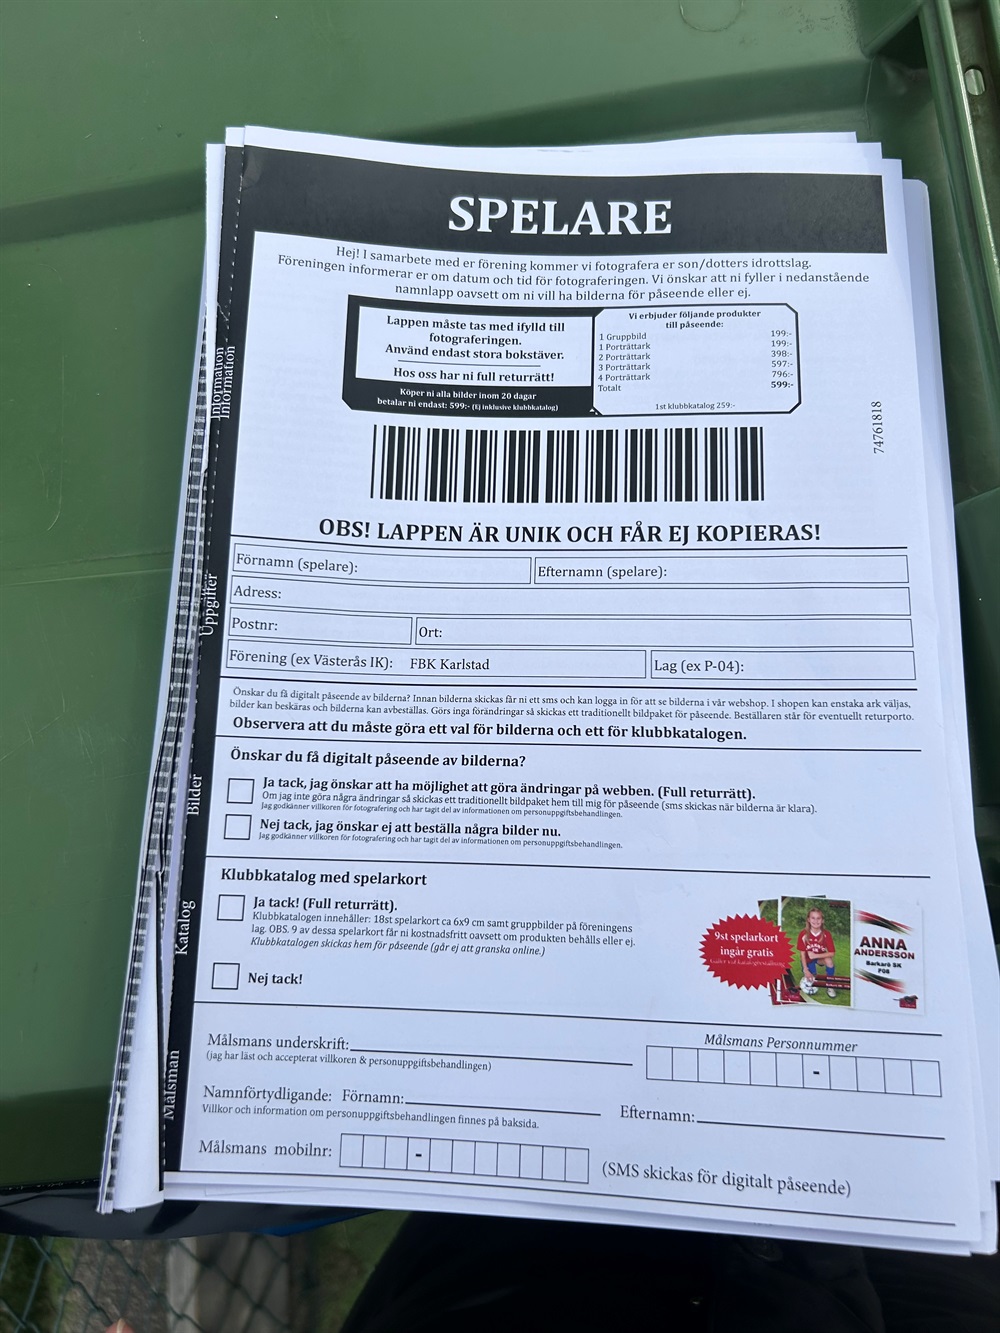 SPELARE
Hej! I samarbete med er förening kommer vi fotografera er son/dotters idrottslag.
Föreningen informerar er om datum och tid för fotograferingen. Vi önskar att ni fyller i nedanstående
namnlapp oavsett om ni vill ha bilderna för påseende eller ej.
Lappen måste tas med ifylld till
fotograferingen.
Använd endast stora bokstäver.
Hos oss har ni full returrätt!
Köper ni alla bilder inom 20 dagar
betalar ni endast: 599:- (Ej inklusive klubbkatalog)
Vi erbjuder följande produkter
till påseende:
1 Gruppbild 199:-
1 Porträttark 199:-
2 Porträttark 398:-
3 Porträttark 597:-
4 Porträttark 796:-
Totalt 599:-
1st klubbkatalog 259:-
74761818
Information
Information
OBS! LAPPEN ÄR UNIK OCH FÅR EJ KOPIERAS!
Uppgifter
Förnamn (spelare): Efternamn (spelare):
Adress:
Postnr: Ort:
Förening (ex Västerås IK): FBK Karlstad Lag (ex P-04):
Önskar du få digitalt påseende av bilderna? Innan bilderna skickas får ni ett sms och kan logga in för att se bilderna i vår webshop. I shopen kan enstaka ark väljas,
bilder kan beskäras och bilderna kan avbeställas. Görs inga förändringar så skickas ett traditionellt bildpaket för påseende. Beställaren står för eventuellt returporto.
Observera att du måste göra ett val för bilderna och ett för klubbkatalogen.
Bilder
Önskar du få digitalt påseende av bilderna?
Ja tack, jag önskar att ha möjlighet att göra ändringar på webben. (Full returrätt).
Om jag inte göra några ändringar så skickas ett traditionellt bildpaket hem till mig för påseende (sms skickas när bilderna är klara).
Jag godkänner villkoren för fotografering och har tagit del av informationen om personuppgiftsbehandlingen.
Nej tack, jag önskar ej att beställa några bilder nu.
Jag godkänner villkoren för fotografering och har tagit del av informationen om personuppgiftsbehandlingen.
Katalog
Klubbkatalog med spelarkort
Ja tack! (Full returrätt).
Klubbkatalogen innehåller: 18st spelarkort ca 6x9 cm samt gruppbilder på föreningens
lag. OBS. 9 av dessa spelarkort får ni kostnadsfritt oavsett om produkten behålls eller ej.
Klubbkatalogen skickas hem för påseende (går ej att granska online.)
Nej tack!
9st spelarkort
ingår gratis
ANNA
ANDERSSON
Barkarö SK
P08
Målsman
Målsmans underskrift:
(jag har läst och accepterat villkoren & personuppgiftsbehandlingen)
Målsmans Personnummer
-
Namnförtydligande: Förnamn: Efternamn:
Villkor och information om personuppgiftsbehandlingen finnes på baksida.
Målsmans mobilnr: - (SMS skickas för digitalt påseende)